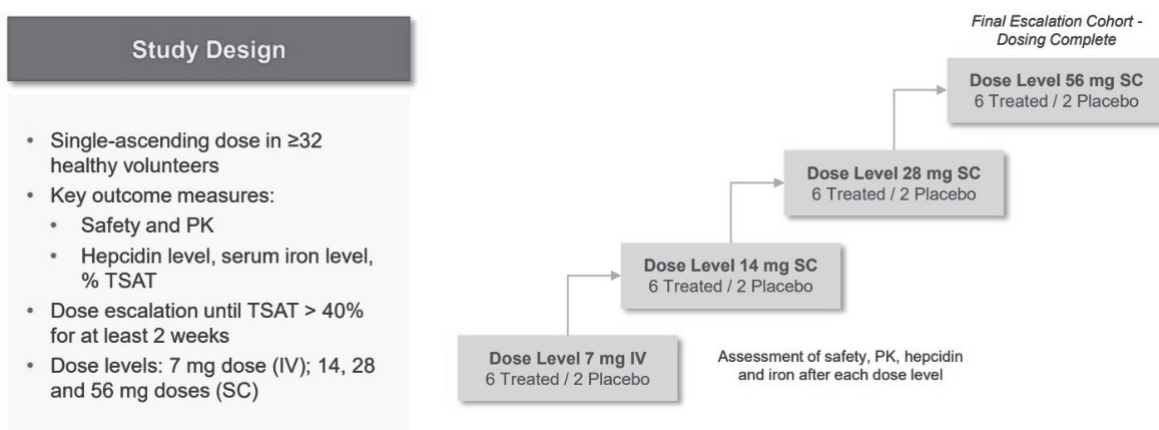 Study Design
• Single-ascending dose in ≥32
healthy volunteers
• Key outcome measures:
• Safety and PK
• Hepcidin level, serum iron level,
% TSAT
• Dose escalation until TSAT > 40%
for at least 2 weeks
• Dose levels: 7 mg dose (IV); 14, 28
and 56 mg doses (SC)
Final Escalation Cohort -
Dosing Complete
Dose Level 56 mg SC
6 Treated / 2 Placebo
Dose Level 28 mg SC
6 Treated / 2 Placebo
Dose Level 14 mg SC
6 Treated / 2 Placebo
Dose Level 7 mg IV
6 Treated / 2 Placebo
Assessment of safety, PK, hepcidin
and iron after each dose level